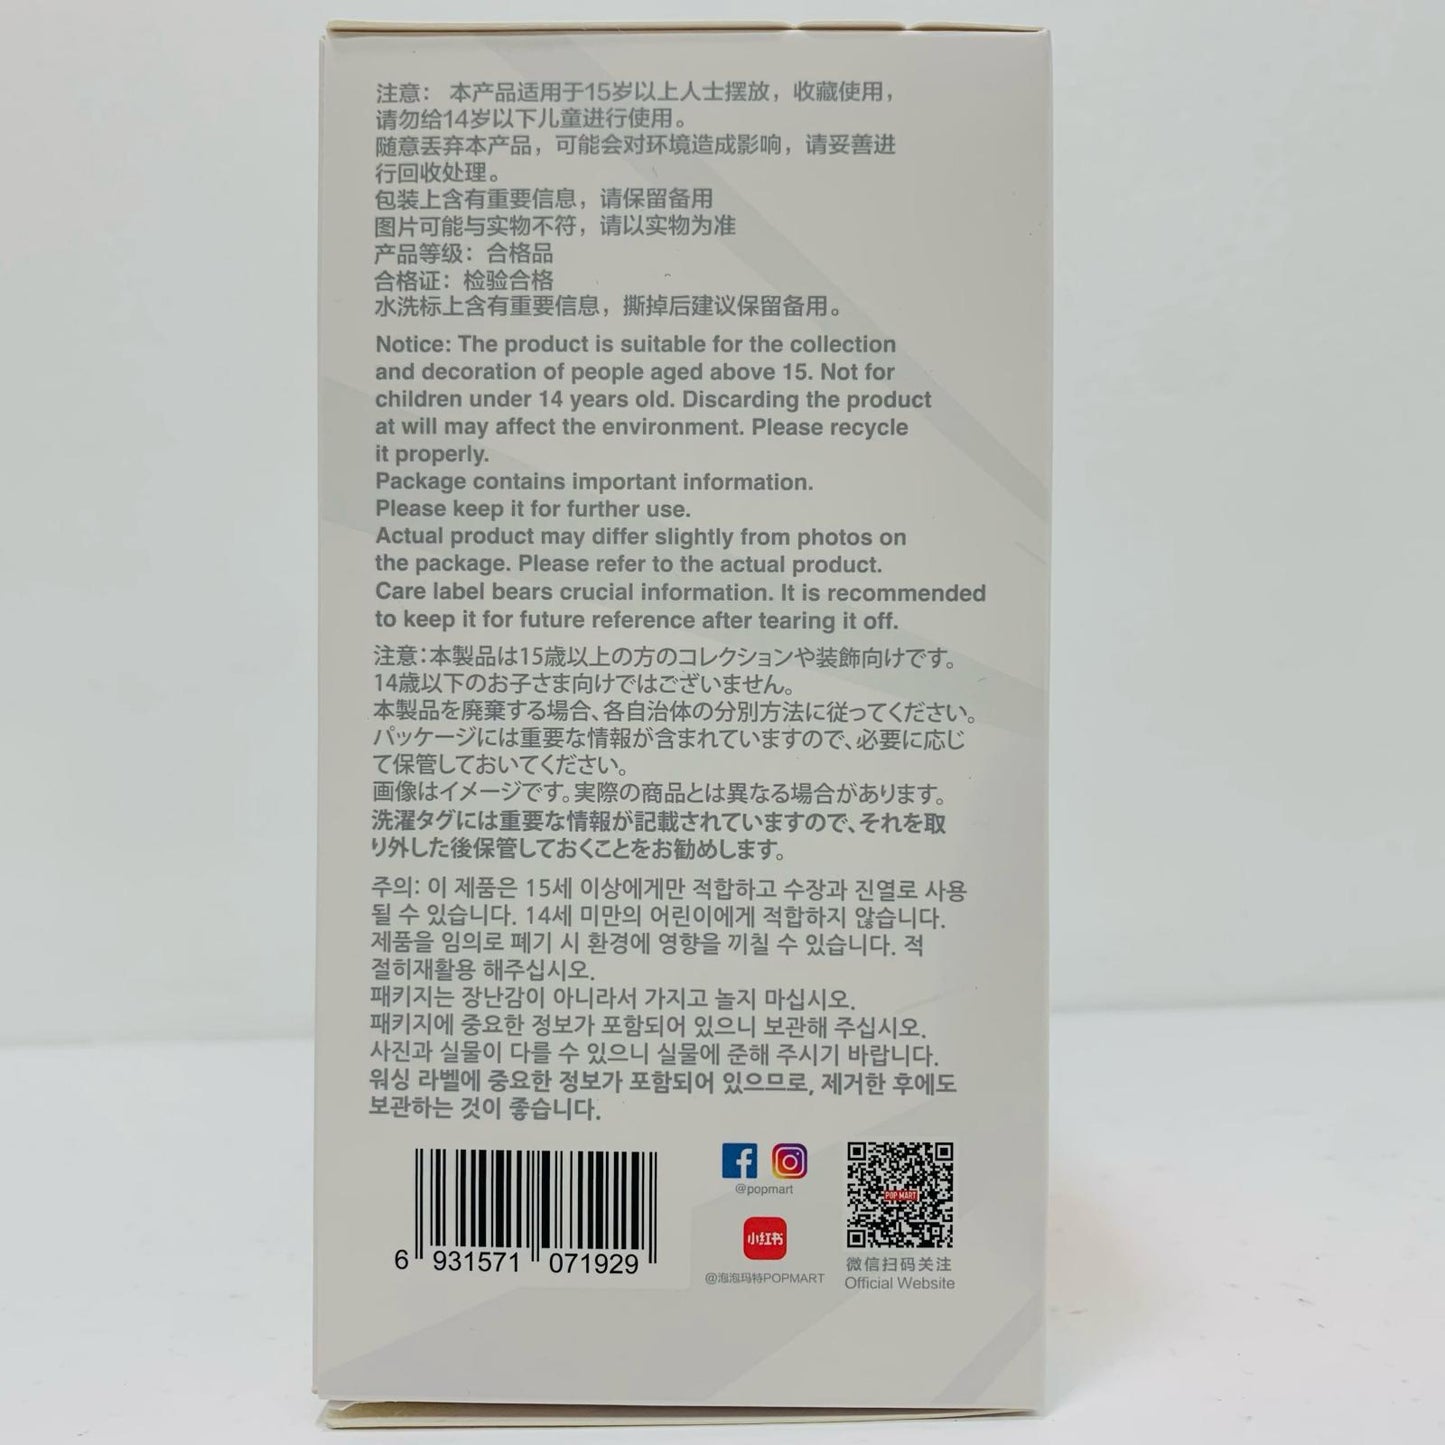 注意： 本产品适用于15岁以上人士摆放，收藏使用，
请勿给14岁以下儿童进行使用。
随意丢弃本产品，可能会对环境造成影响，请妥善进
行回收处理。
包装上含有重要信息，请保留备用
图片可能与实物不符，请以实物为准
产品等级：合格品
合格证：检验合格
水洗标上含有重要信息，撕掉后建议保留备用。
Notice: The product is suitable for the collection
and decoration of people aged above 15. Not for
children under 14 years old. Discarding the product
at will may affect the environment. Please recycle
it properly.
Package contains important information.
Please keep it for further use.
Actual product may differ slightly from photos on
the package. Please refer to the actual product.
Care label bears crucial information. It is recommended
to keep it for future reference after tearing it off.
注意：本製品は15歳以上の方のコレクションや装飾向けです。
14歳以下のお子さま向けではございません。
本製品を廃棄する場合、各自治体の分別方法に従ってください。
パッケージには重要な情報が含まれていますので、必要に応じ
て保管しておいてください。
画像はイメージです。実際の商品とは異なる場合があります。
洗濯タグには重要な情報が記載されていますので、それを取
り外した後保管しておくことをお勧めします。
주의: 이 제품은 15세 이상에게만 적합하고 수장과 진열로 사용
될 수 있습니다. 14세 미만의 어린이에게 적합하지 않습니다.
제품을 임의로 폐기 시 환경에 영향을 끼칠 수 있습니다. 적
절히재활용 해주십시오.
패키지는 장난감이 아니라서 가지고 놀지 마십시오.
패키지에 중요한 정보가 포함되어 있으니 보관해 주십시오.
사진과 실물이 다를 수 있으니 실물에 준해 주시기 바랍니다.
워싱 라벨에 중요한 정보가 포함되어 있으므로, 제거한 후에도
보관하는 것이 좋습니다.
6 931571 071929
@popmart
小红书
@泡泡玛特POPMART
POP MART
微信扫码关注
Official Website